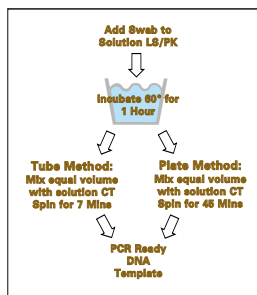 Add Swab to
Solution LS/PK
Incubate 60° for
1 Hour
Tube Method:
Mix equal volume
with solution CT
Spin for 7 Mins
Plate Method:
Mix equal volume
with solution CT
Spin for 45 Mins
PCR Ready
DNA
Template